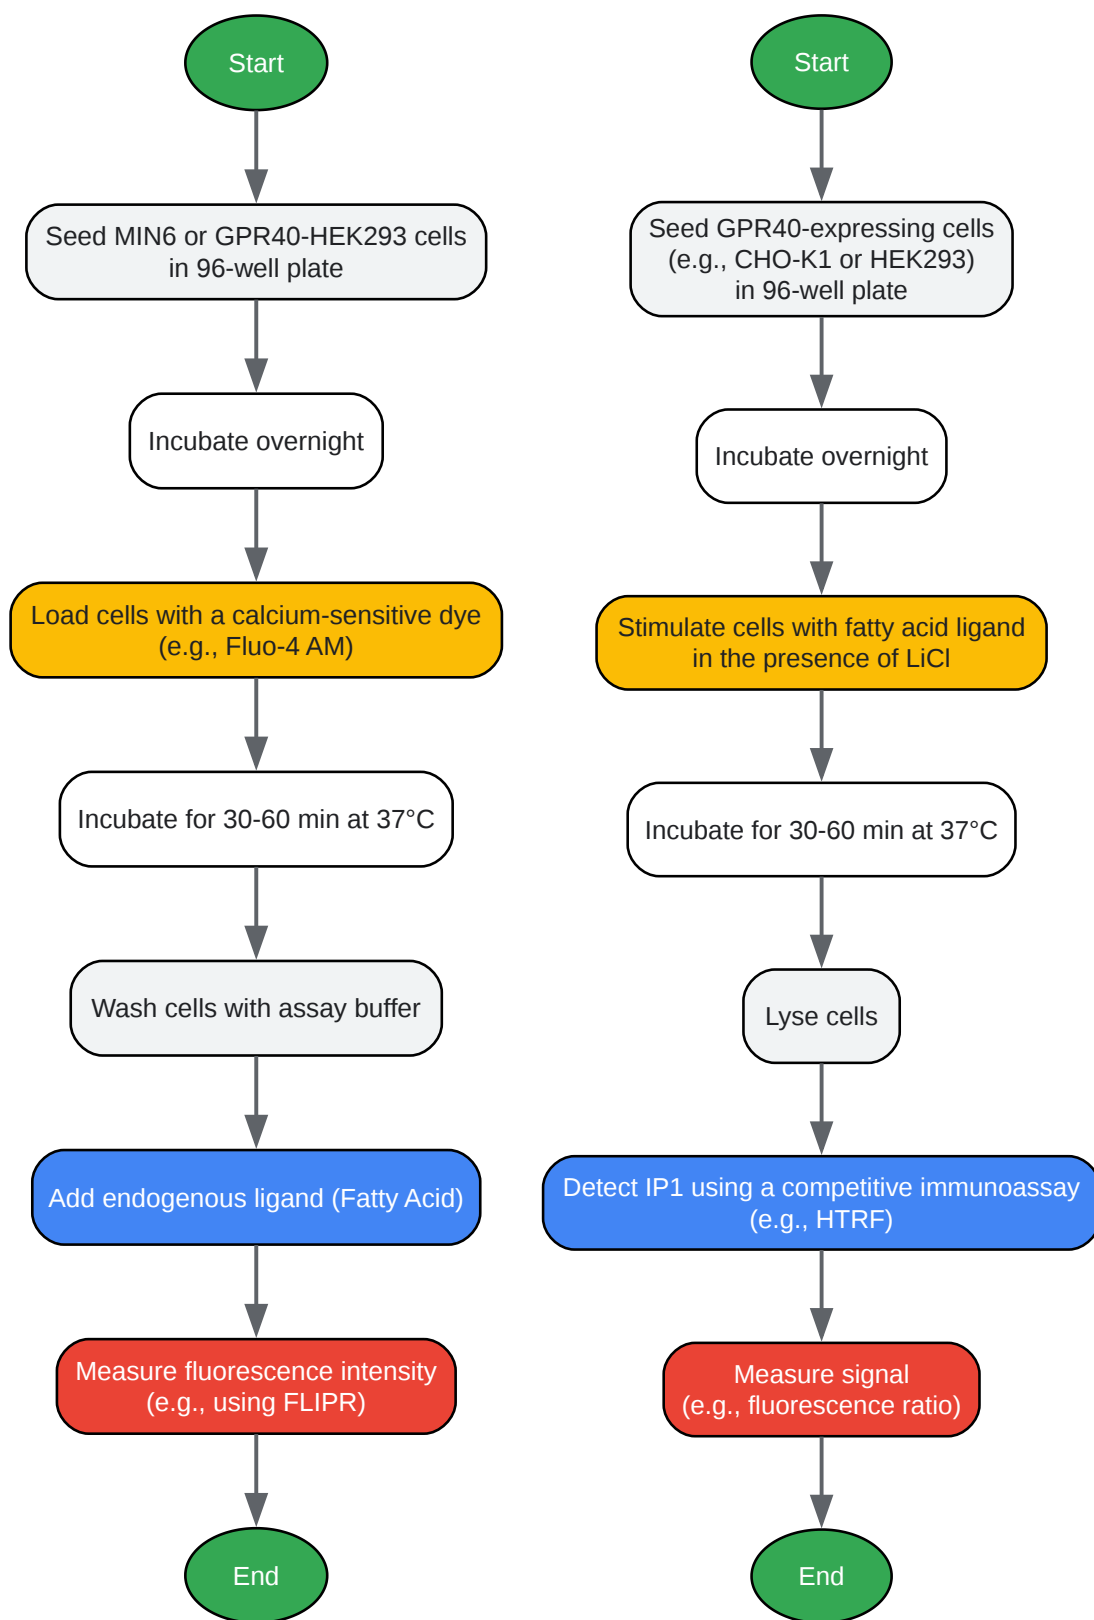 Start
Seed MIN6 or GPR40-HEK293 cells
in 96-well plate
Incubate overnight
Load cells with a calcium-sensitive dye
(e.g., Fluo-4 AM)
Incubate for 30-60 min at 37°C
Wash cells with assay buffer
Add endogenous ligand (Fatty Acid)
Measure fluorescence intensity
(e.g., using FLIPR)
End
Start
Seed GPR40-expressing cells
(e.g., CHO-K1 or HEK293)
in 96-well plate
Incubate overnight
Stimulate cells with fatty acid ligand
in the presence of LiCl
Incubate for 30-60 min at 37°C
Lyse cells
Detect IP1 using a competitive immunoassay
(e.g., HTRF)
Measure signal
(e.g., fluorescence ratio)
End